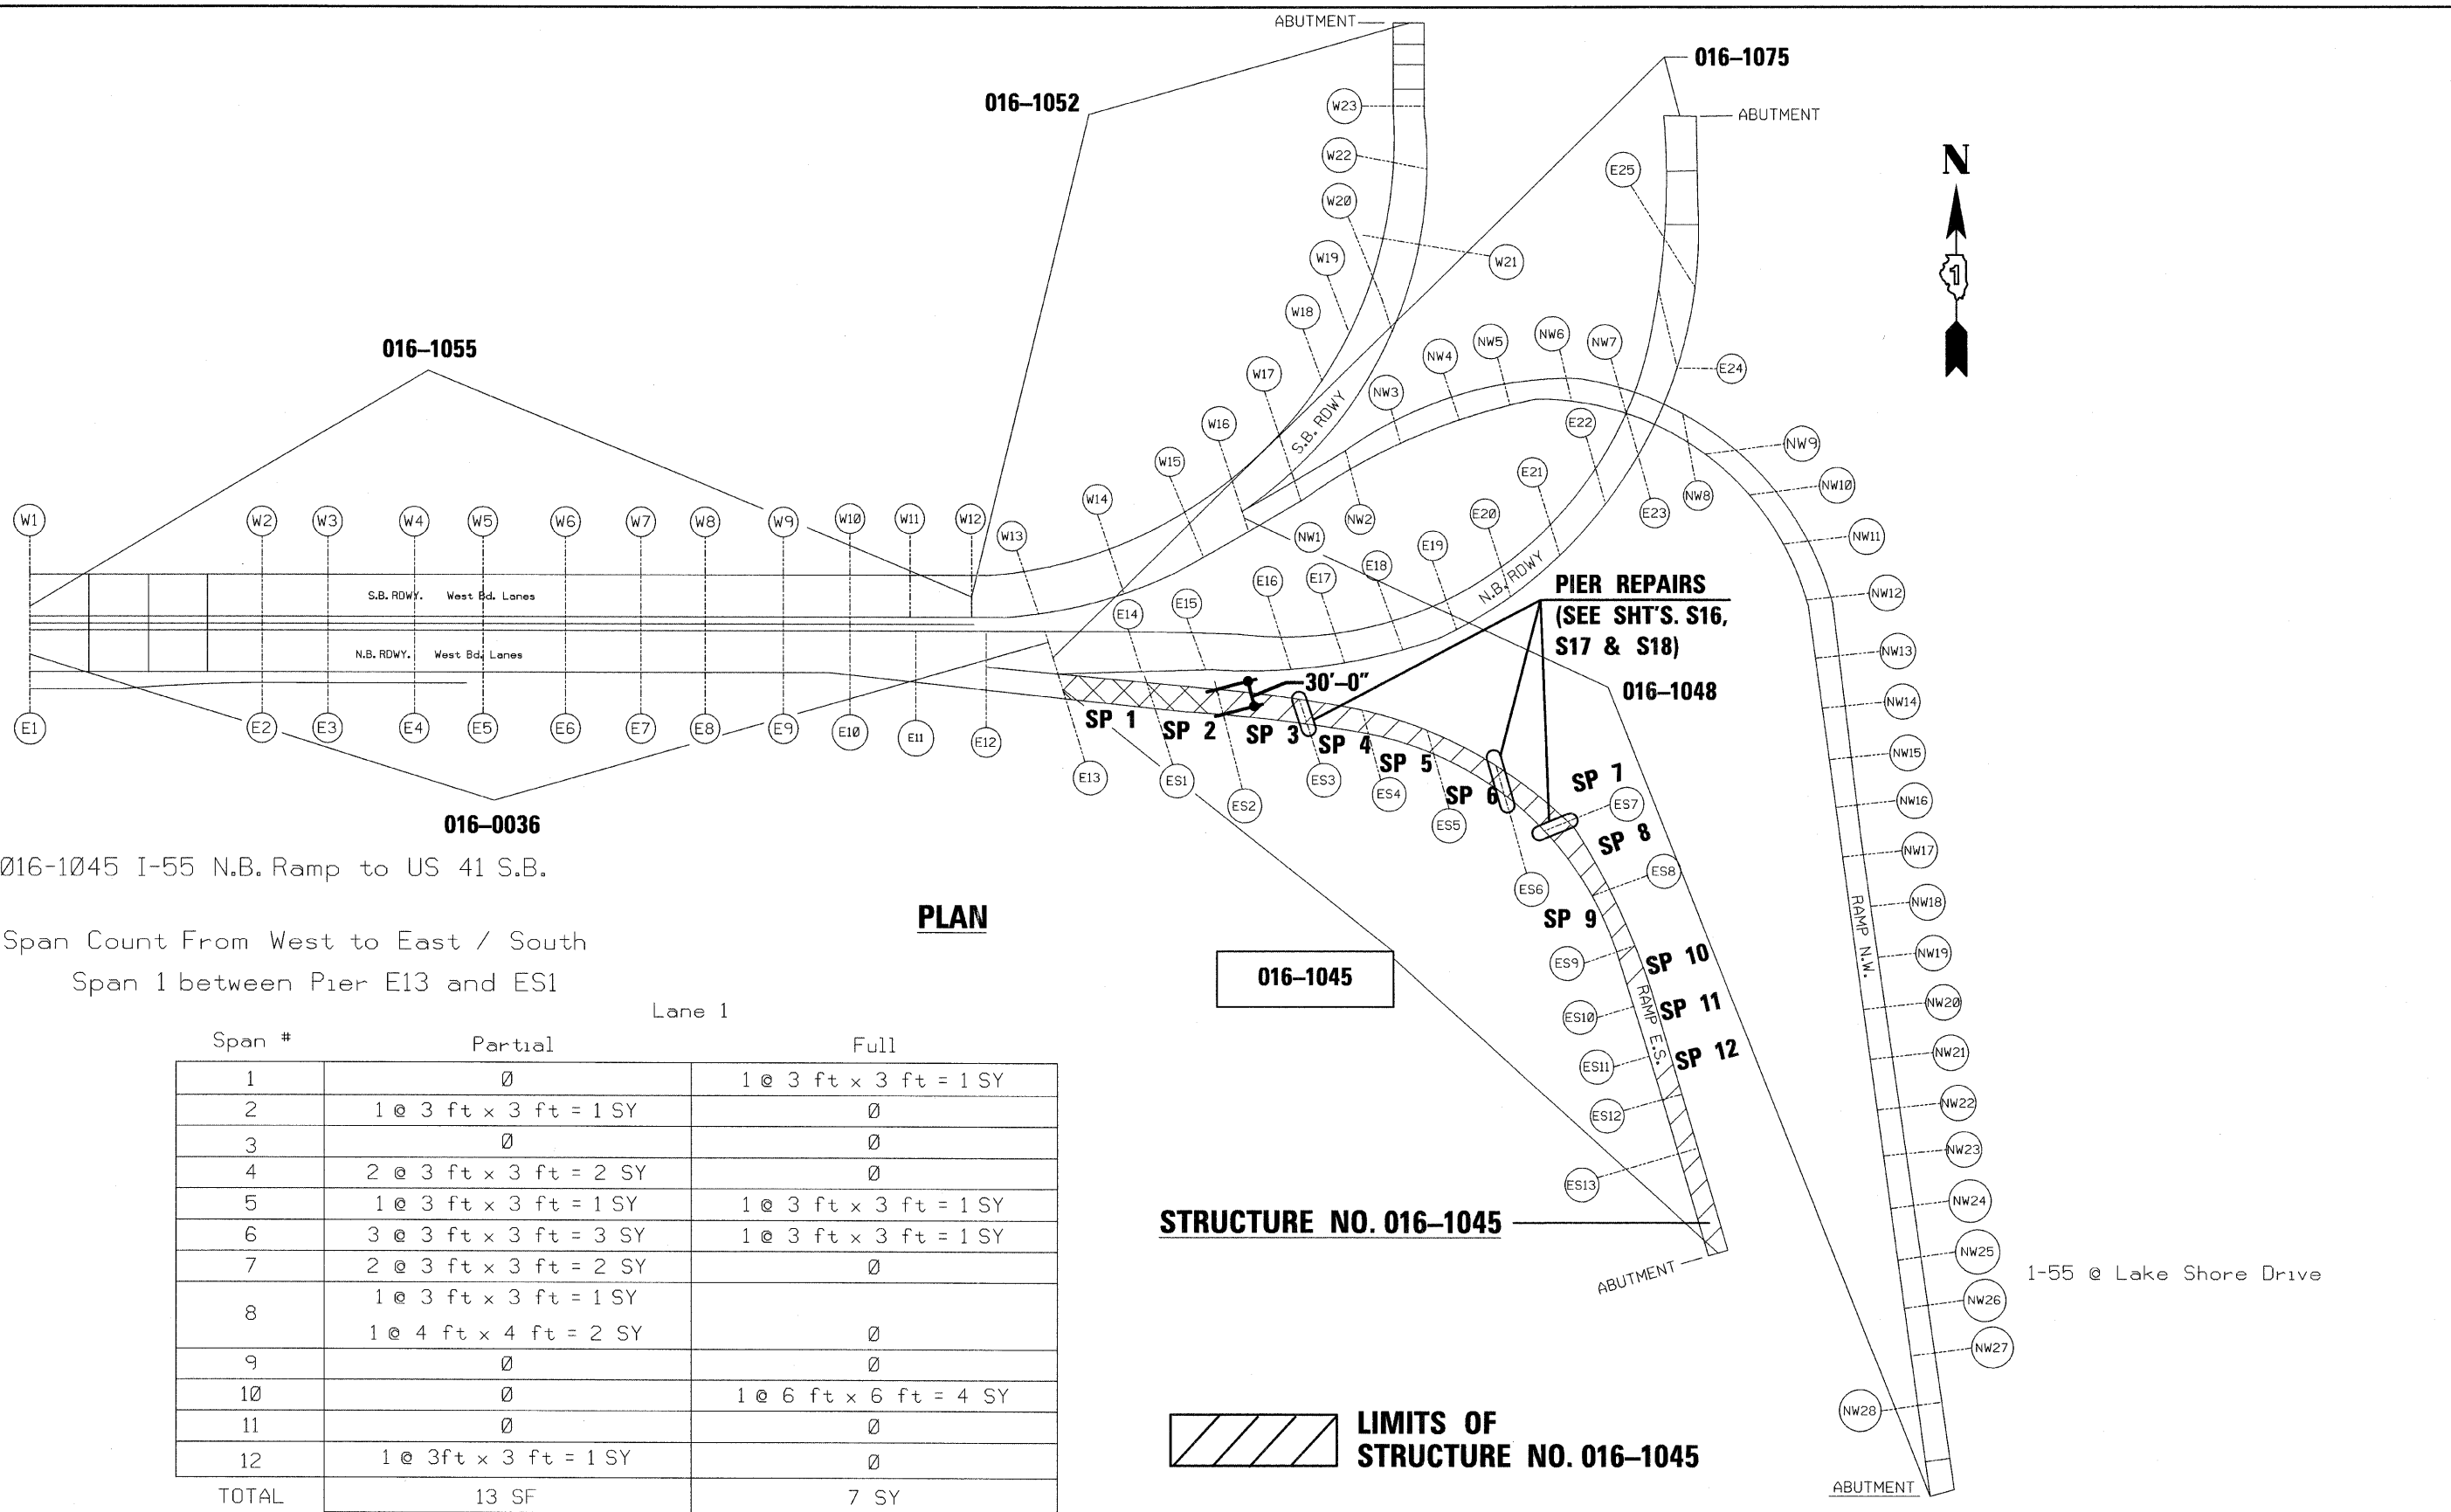 ABUTMENT
016-1075
016-1052
W23
ABUTMENT
N
W22
E25
W20
1
W19
W21
W18
NW6
NW7
NW5
016-1055
NW4
E24
W17
NW3
S.B. RDWY
W16
E22
NW9
W15
E21
NW10
W14
NW8
W1
W2
W3
W4
W5
W6
W7
W8
W9
W10
W11
W12
NW2
E20
E23
W13
NW1
NW11
E19
E18
E16
E17
N.B. RDWY
PIER REPAIRS
(SEE SHT'S. S16,
S17 & S18)
NW12
S.B. RDWY. West Bd. Lanes
E15
E14
N.B. RDWY. West Bd. Lanes
NW13
30'-0"
016-1048
NW14
SP 1
SP 2
SP 3
SP 4
SP 5
SP 6
SP 7
E1
E2
E3
E4
E5
E6
E7
E8
E9
E10
E11
E12
NW15
E13
ES1
ES2
ES3
ES4
ES5
ES7
NW16
016-0036
SP 8
NW17
016-1045 I-55 N.B. Ramp to US 41 S.B.
ES6
ES8
NW18
PLAN
SP 9
RAMP N.W.
Span Count From West to East / South
SP 10
NW19
ES9
016-1045
Span 1 between Pier E13 and ES1
RAMP E.S.
SP 11
NW20
ES10
Lane 1
SP 12
NW21
ES11
NW22
ES12
NW23
ES13
NW24
Span # Partial Full
1 Ø 1 @ 3 ft x 3 ft = 1 SY
2 1 @ 3 ft x 3 ft = 1 SY Ø
3 Ø Ø
4 2 @ 3 ft x 3 ft = 2 SY Ø
5 1 @ 3 ft x 3 ft = 1 SY 1 @ 3 ft x 3 ft = 1 SY
6 3 @ 3 ft x 3 ft = 3 SY 1 @ 3 ft x 3 ft = 1 SY
7 2 @ 3 ft x 3 ft = 2 SY Ø
8 1 @ 3 ft x 3 ft = 1 SY
1 @ 4 ft x 4 ft = 2 SY Ø
9 Ø Ø
10 Ø 1 @ 6 ft x 6 ft = 4 SY
11 Ø Ø
12 1 @ 3ft x 3 ft = 1 SY Ø
TOTAL 13 SF 7 SY
STRUCTURE NO. 016-1045
NW25
1-55 @ Lake Shore Drive
ABUTMENT
NW26
NW27
NW28
LIMITS OF
STRUCTURE NO. 016-1045
ABUTMENT